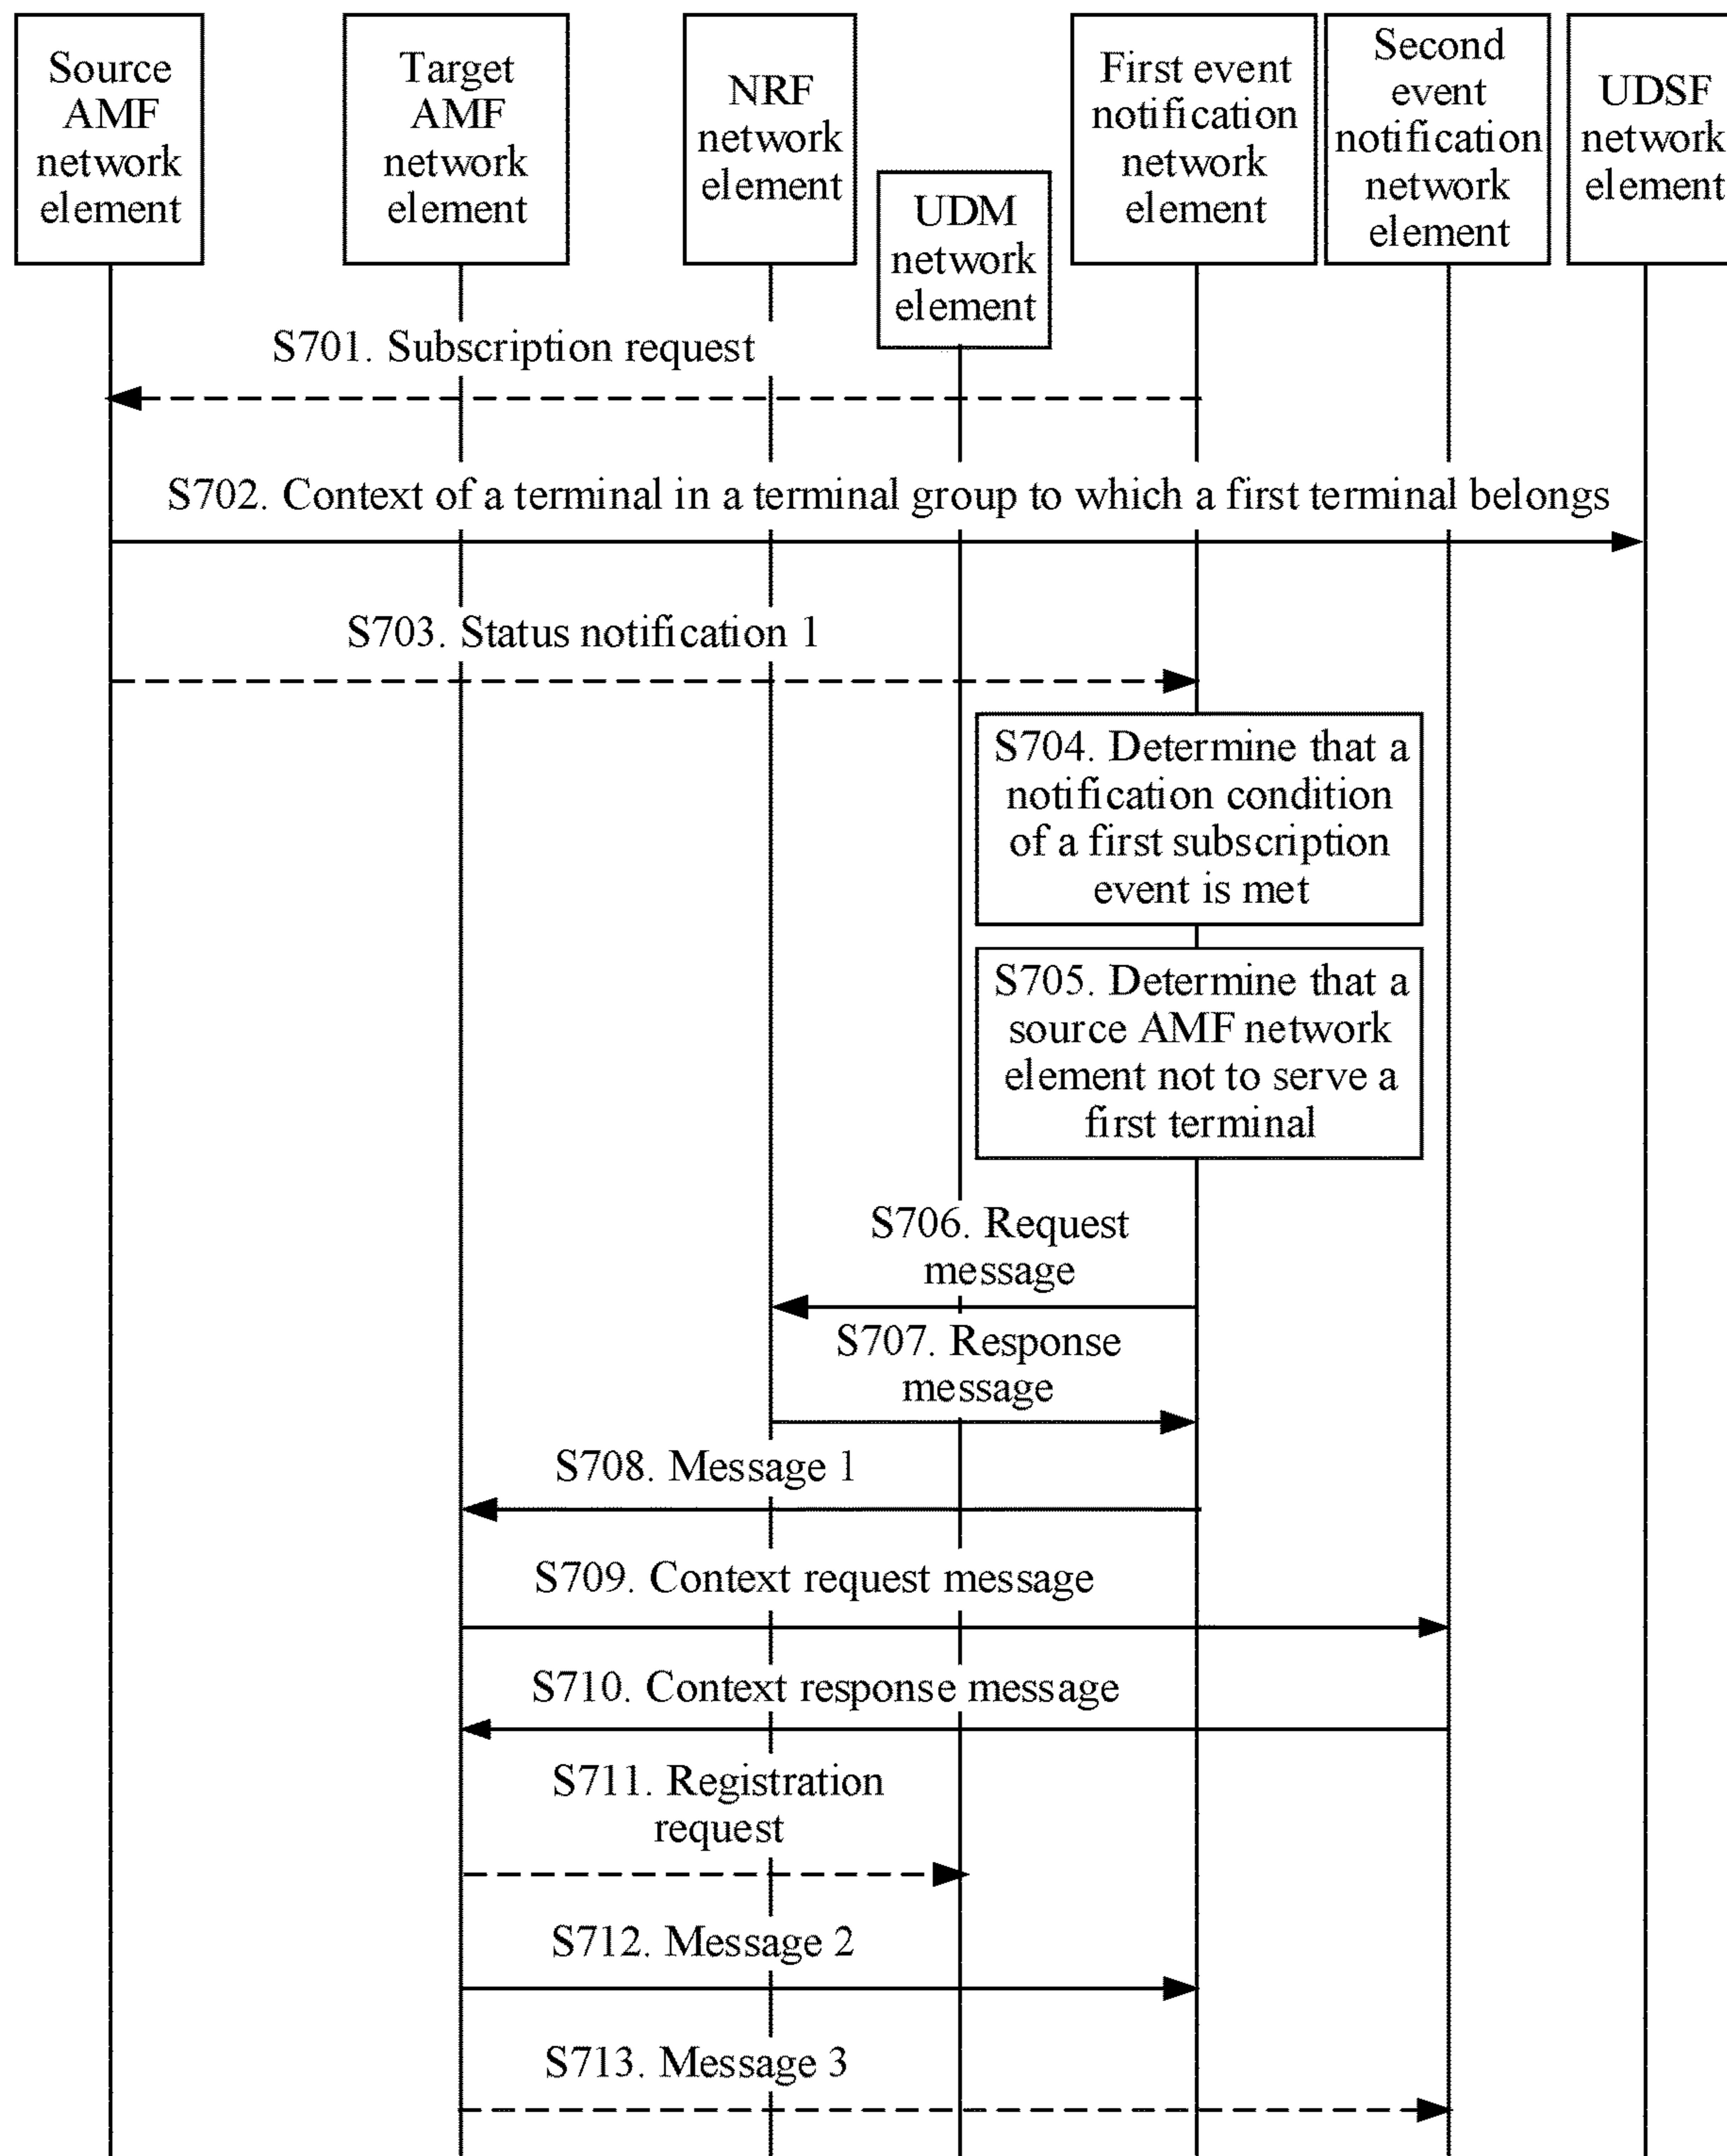 Source
AMF
network
element
Target
AMF
network
element
NRF
network
element
UDM
network
element
First event
notification
network
element
Second
event
notification
network
element
UDSF
network
element
S701. Subscription request
S702. Context of a terminal in a terminal group to which a first terminal belongs
S703. Status notification 1
S704. Determine that a
notification condition
of a first subscription
event is met
S705. Determine that a
source AMF network
element not to serve a
first terminal
S706. Request
message
S707. Response
message
S708. Message 1
S709. Context request message
S710. Context response message
S711. Registration
request
S712. Message 2
S713. Message 3